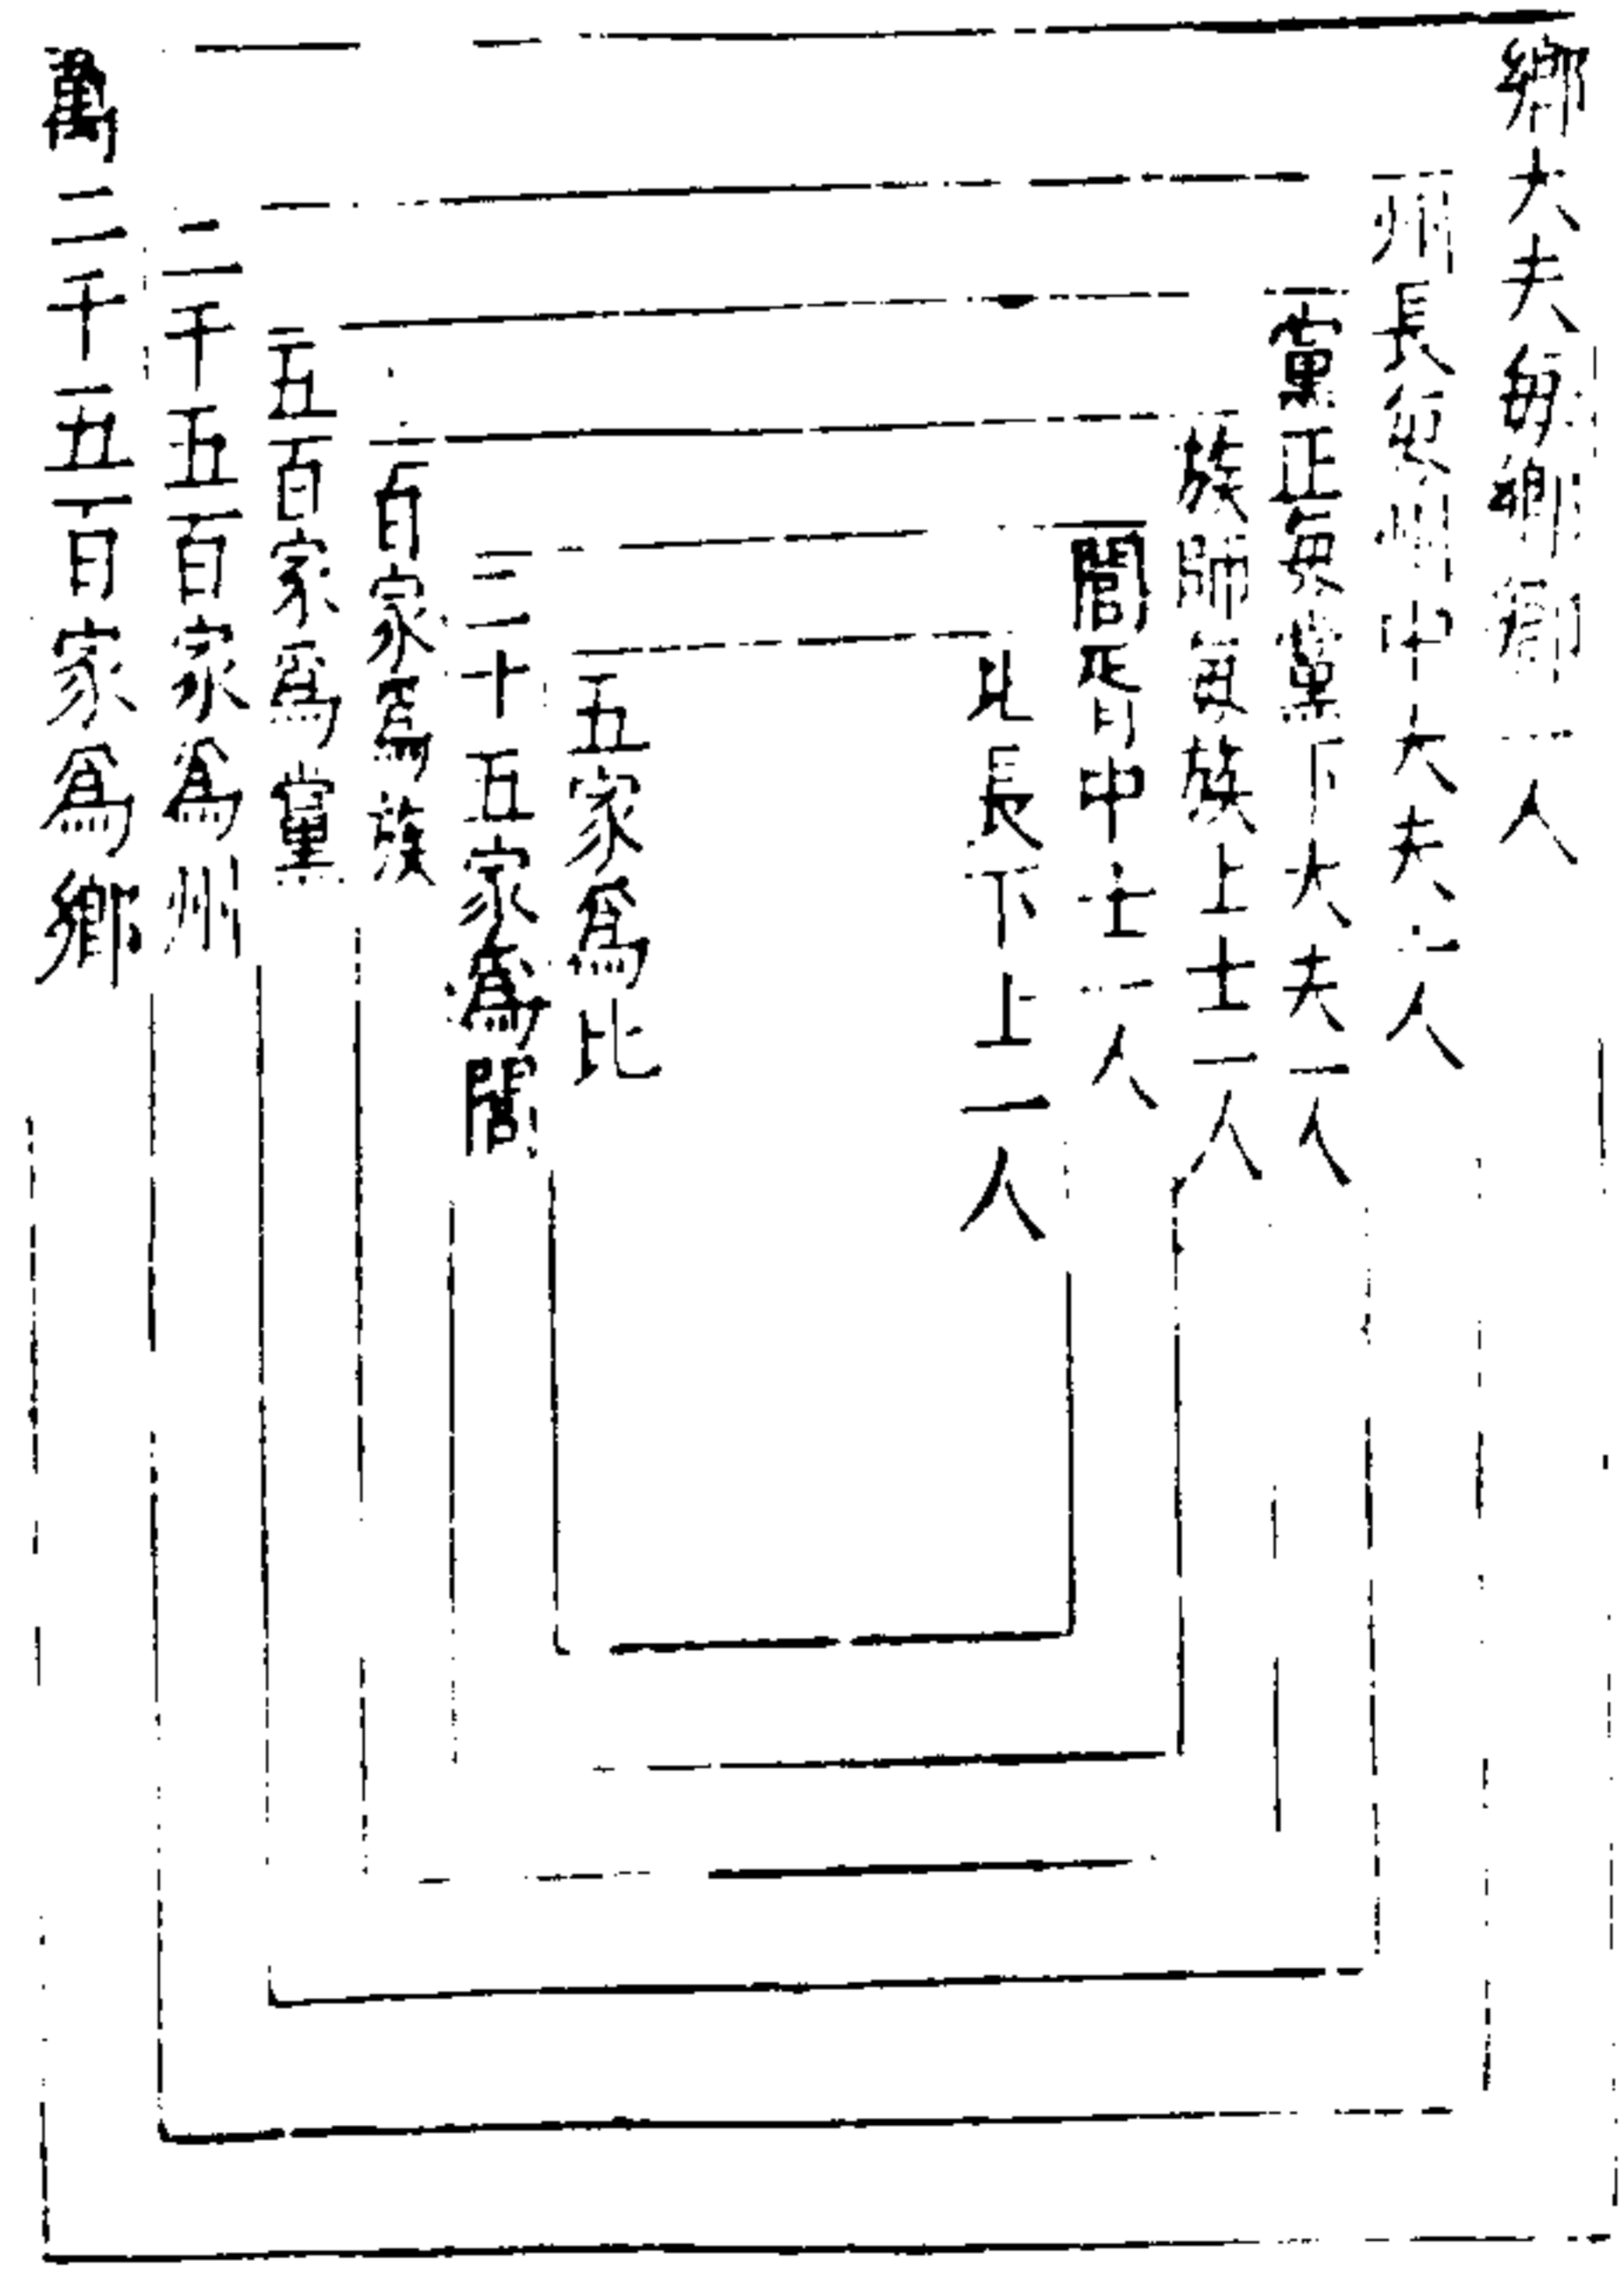 鄉大夫每鄉卿一人
州長每州中大夫一人
黨正每黨下大夫一人
族師每族上士一人
閭胥中士一人
比長下上一人
五家爲比
二十五家爲閭
百家爲族
五百家爲黨
二千五百家爲州
萬二千五百家爲鄉